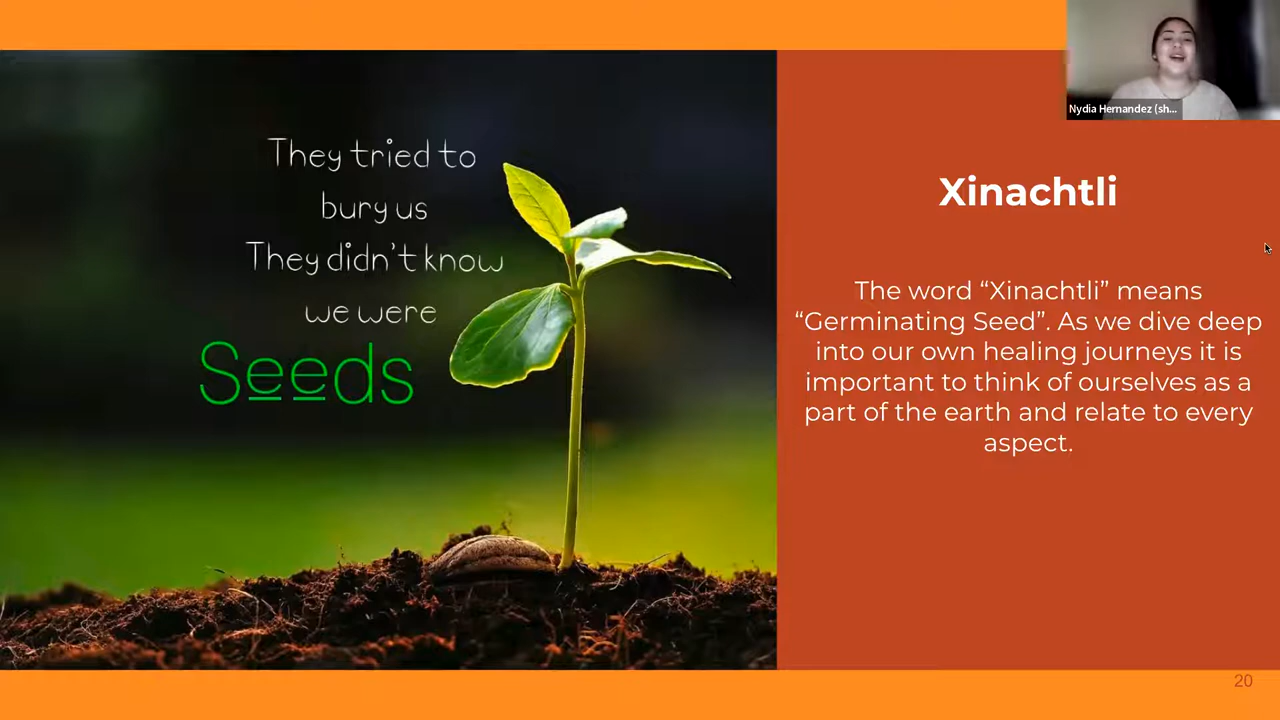 They tried to
bury us
They didn't know
we were
Seeds
Nydia Hernandez (sh...
Xinachtli
The word “Xinachtli” means
“Germinating Seed”. As we dive deep
into our own healing journeys it is
important to think of ourselves as a
part of the earth and relate to every
aspect.
20